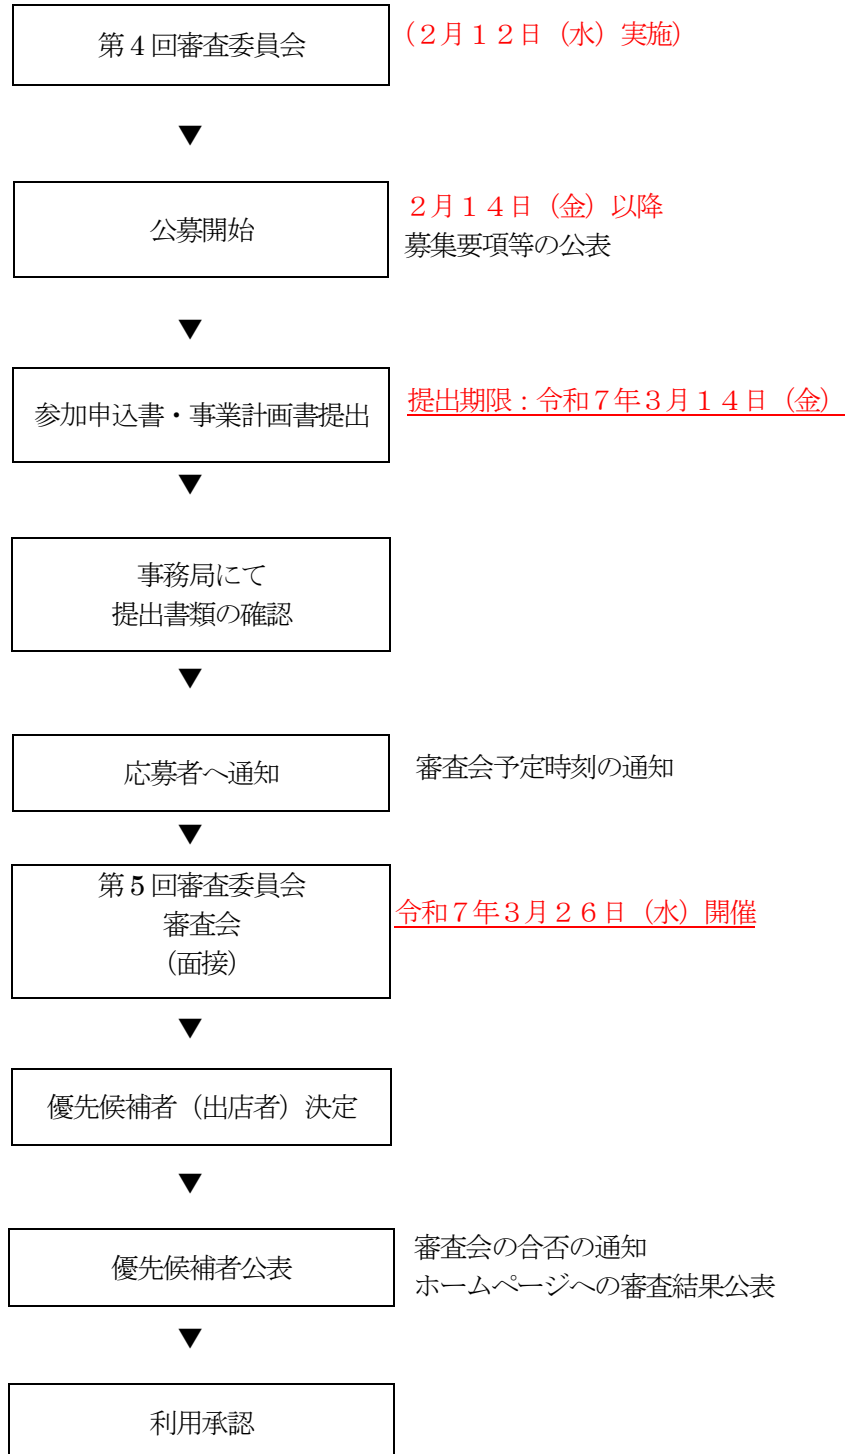 第4回審査委員会
(２月１２日（水）実施）
▼
公募開始
２月１４日（金）以降
募集要項等の公表
▼
参加申込書・事業計画書提出
提出期限：令和７年３月１４日（金）
▼
事務局にて
提出書類の確認
▼
応募者へ通知
審査会予定時刻の通知
▼
第5回審査委員会
審査会
（面接）
令和７年３月２６日（水）開催
▼
優先候補者（出店者）決定
▼
優先候補者公表
審査会の合否の通知
ホームページへの審査結果公表
▼
利用承認